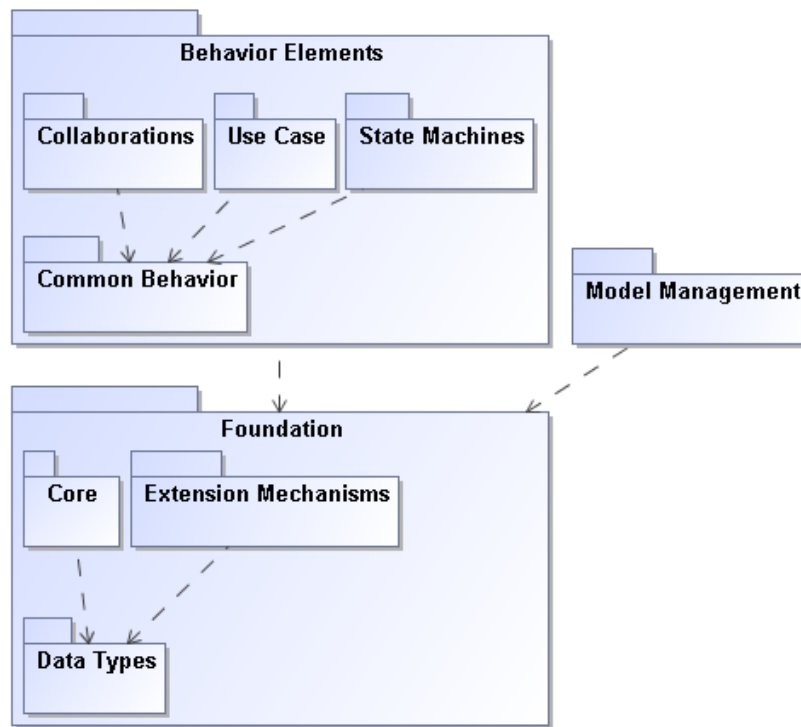 Behavior Elements
Collaborations
Use Case
State Machines
Common Behavior
Model Management
Foundation
Core
Extension Mechanisms
Data Types